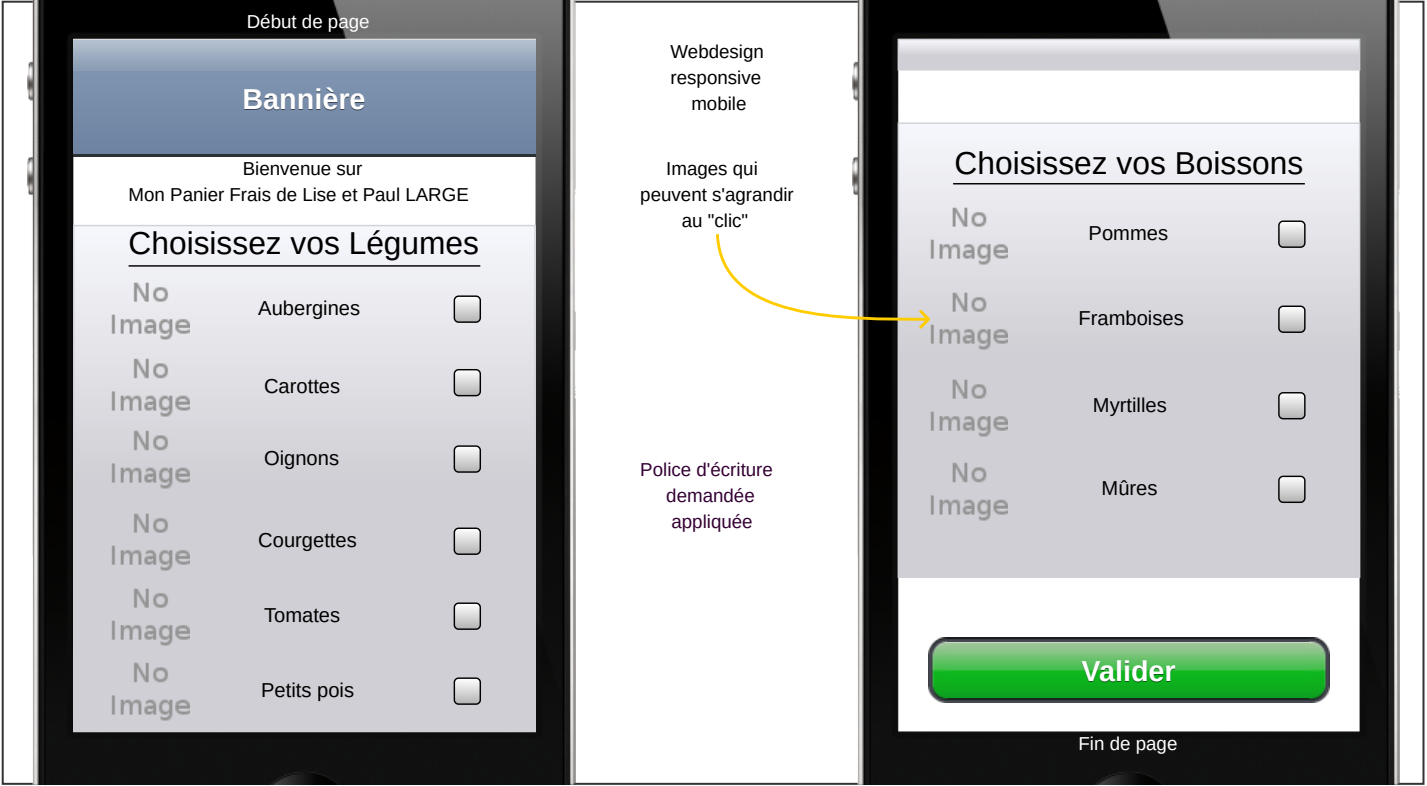 Début de page
Bannière
Bienvenue sur
Mon Panier Frais de Lise et Paul LARGE
Choisissez vos Légumes
No
Image
Aubergines
No
Image
Carottes
No
Image
Oignons
No
Image
Courgettes
No
Image
Tomates
No
Image
Petits pois
Webdesign
responsive
mobile
Images qui
peuvent s'agrandir
au "clic"
Police d'écriture
demandée
appliquée
Choisissez vos Boissons
No
Image
Pommes
No
Image
Framboises
No
Image
Myrtilles
No
Image
Mûres
Valider
Fin de page